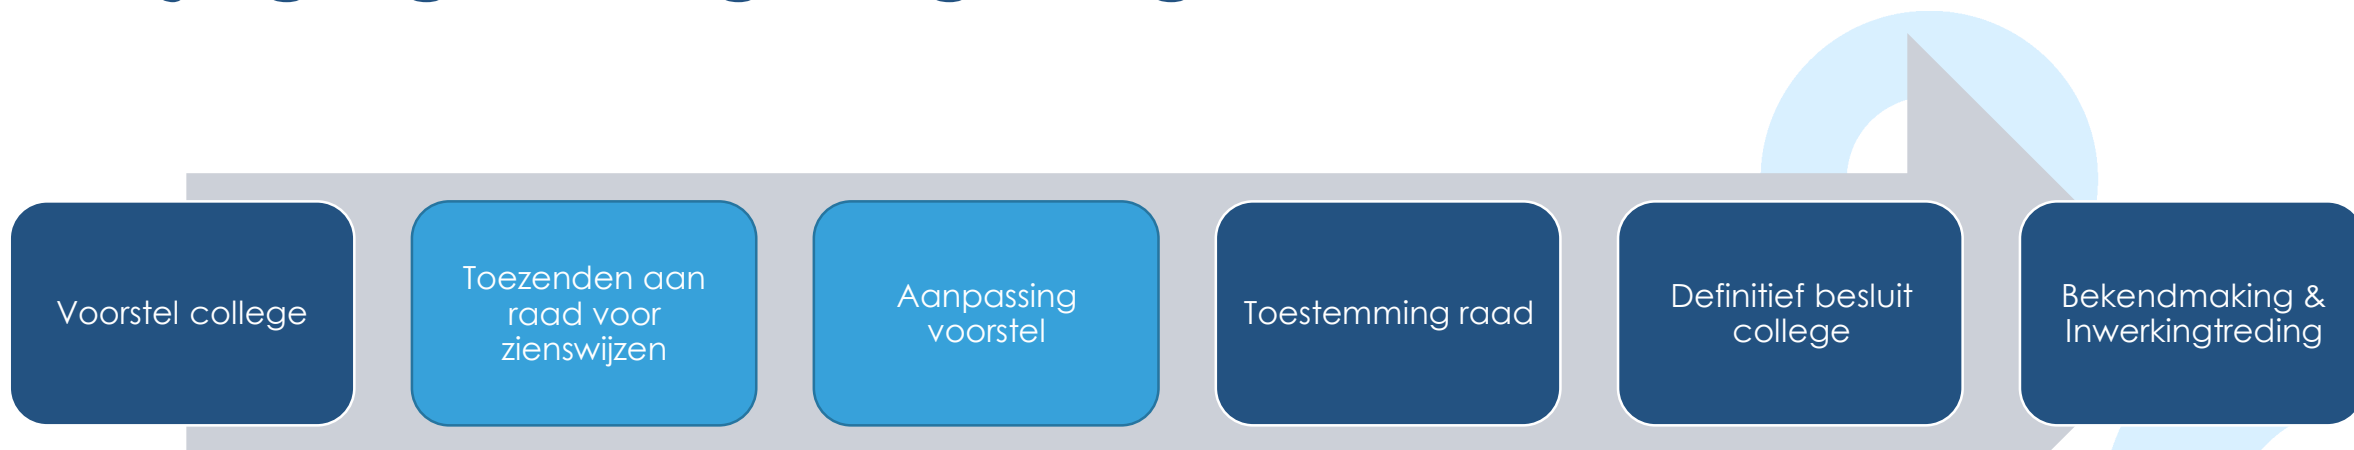 Voorstel college
Toezenden aan
raad voor
zienswijzen
Aanpassing
voorstel
Toestemming raad
Definitief besluit
college
Bekendmaking &
Inwerkingtreding